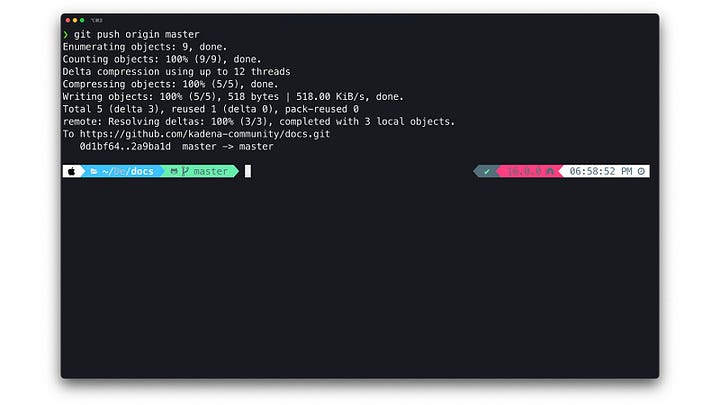 ⌥⌘2
❯ git push origin master
Enumerating objects: 9, done.
Counting objects: 100% (9/9), done.
Delta compression using up to 12 threads
Compressing objects: 100% (5/5), done.
Writing objects: 100% (5/5), 518 bytes | 518.00 KiB/s, done.
Total 5 (delta 3), reused 1 (delta 0), pack-reused 0
remote: Resolving deltas: 100% (3/3), completed with 3 local objects.
To https://github.com/kadena-community/docs.git
0d1bf64..2a9ba1d  master -> master
~/De/docs master ✔ 06:58:52 PM